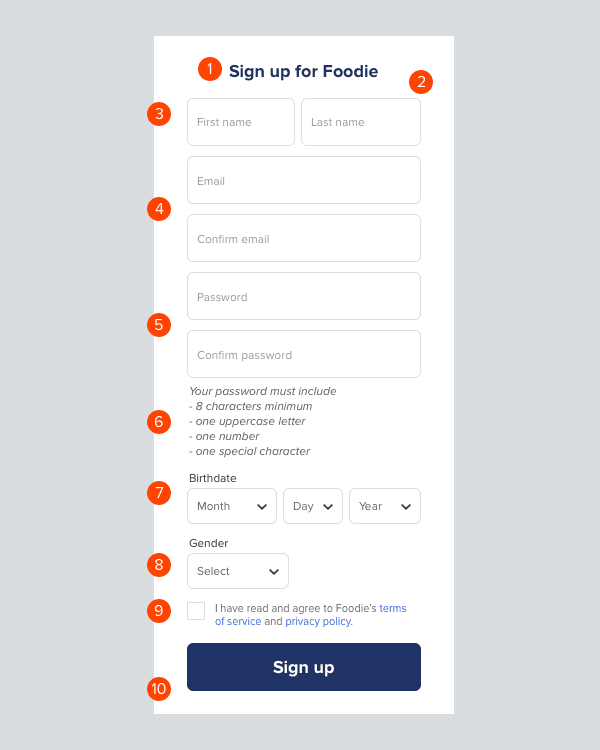 1 Sign up for Foodie
2
3 First name Last name
Email
4
Confirm email
Password
5
Confirm password
Your password must include
- 8 characters minimum
6 - one uppercase letter
- one number
- one special character
Birthdate
7 Month Day Year
Gender
8 Select
9 I have read and agree to Foodie's terms
of service and privacy policy.
Sign up
10